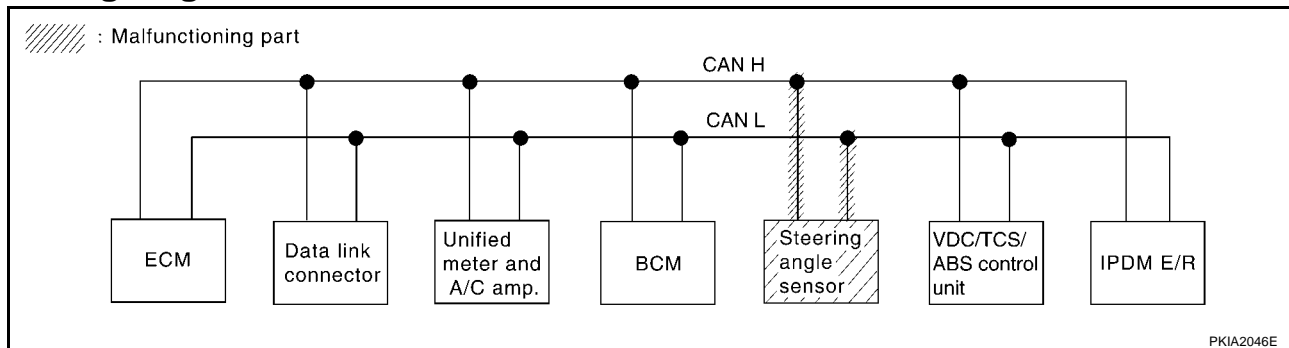 : Malfunctioning part
CAN H
CAN L
ECM
Data link
connector
Unified
meter and
A/C amp.
BCM
Steering
angle
sensor
VDC/TCS/
ABS control
unit
IPDM E/R
PKIA2046E